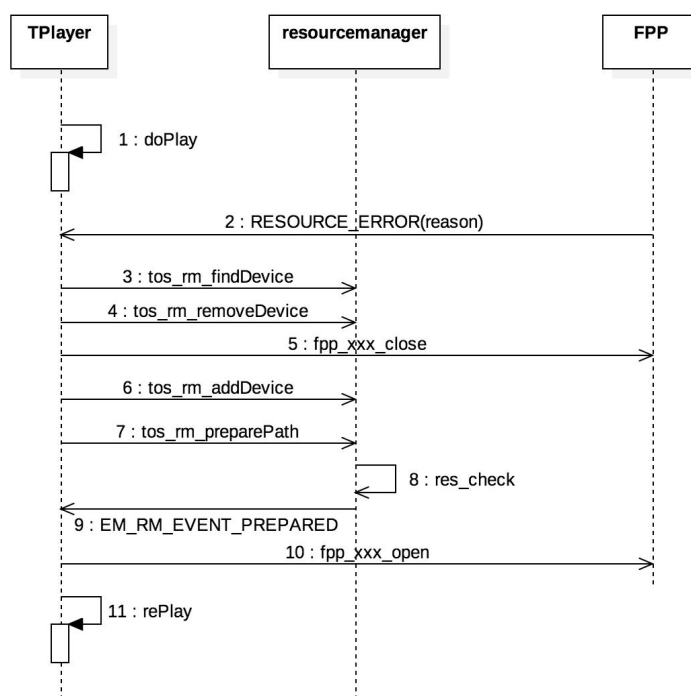 TPlayer
resourcemanager
FPP
1 : doPlay
2 : RESOURCE_ERROR(reason)
3 : tos_rm_findDevice
4 : tos_rm_removeDevice
5 : fpp_xxx_close
6 : tos_rm_addDevice
7 : tos_rm_preparePath
8 : res_check
9 : EM_RM_EVENT_PREPARED
10 : fpp_xxx_open
11 : rePlay